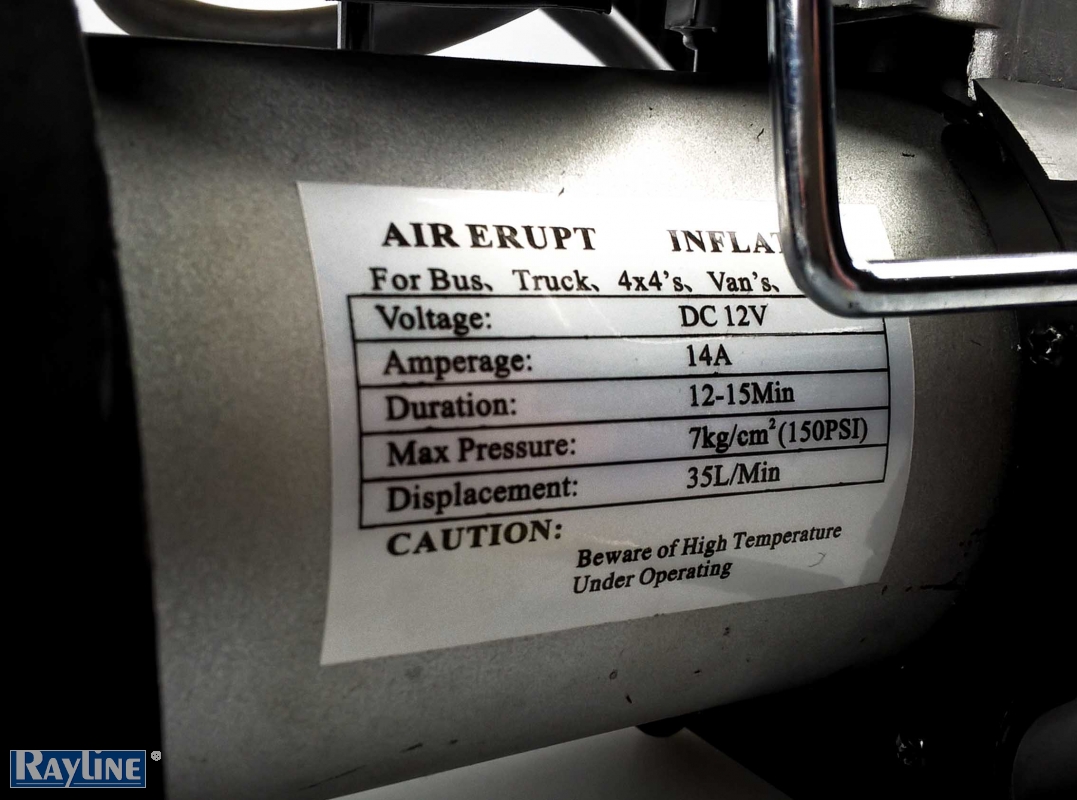 AIR ERUPT
For Bus、 Truck、 4x4's、 Van's、
Voltage: DC 12V
Amperage: 14A
Duration: 12-15Min
Max Pressure: 7kg/cm²(150PSI)
Displacement: 35L/Min
CAUTION:
Beware of High Temperature
Under Operating
RAYLINE®